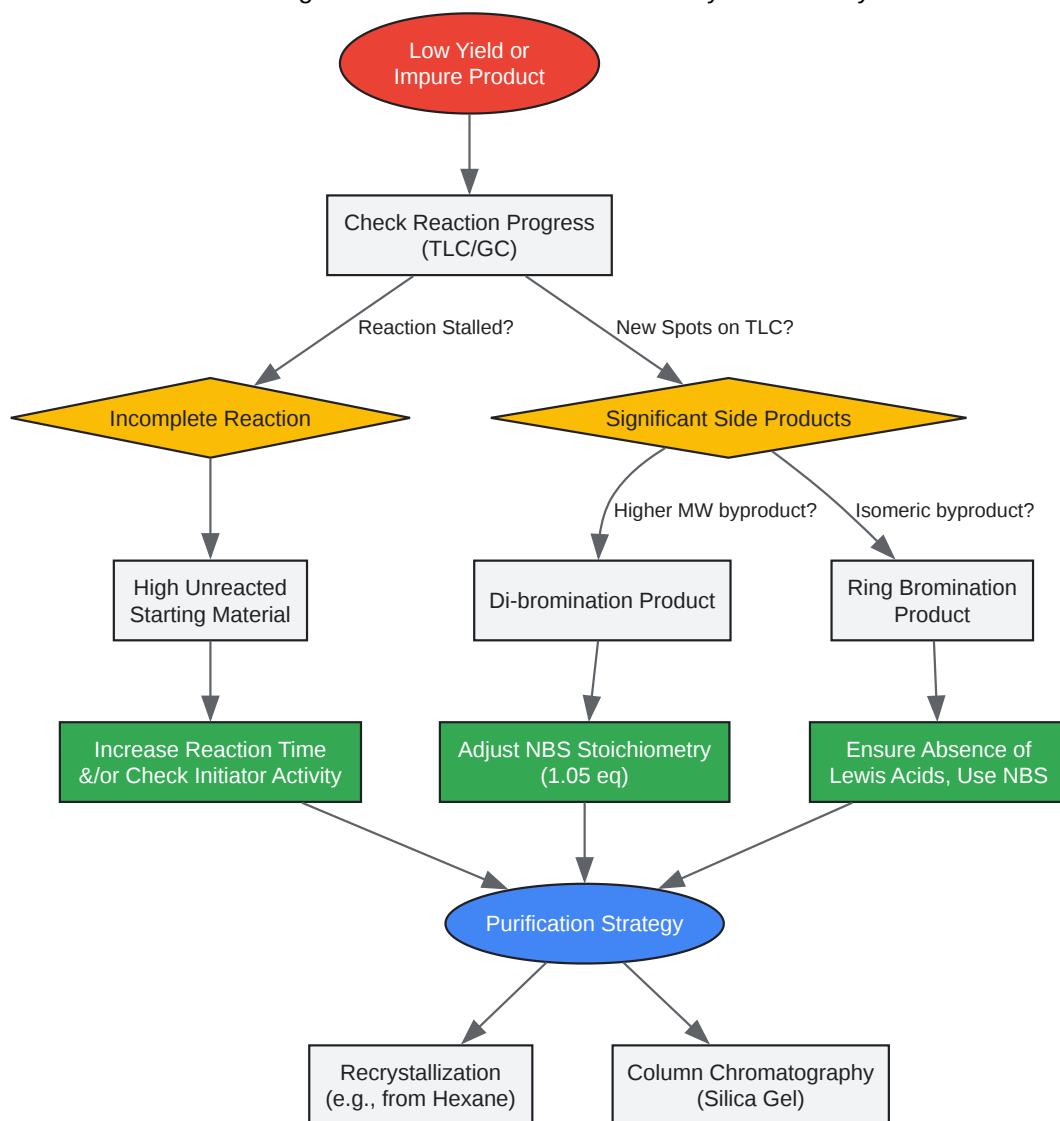 Low Yield or
Impure Product
Check Reaction Progress
(TLC/GC)
Reaction Stalled?
New Spots on TLC?
Incomplete Reaction
Significant Side Products
Higher MW byproduct?
Isomeric byproduct?
High Unreacted
Starting Material
Di-bromination Product
Ring Bromination
Product
Increase Reaction Time
&/or Check Initiator Activity
Adjust NBS Stoichiometry
(1.05 eq)
Ensure Absence of
Lewis Acids, Use NBS
Purification Strategy
Recrystallization
(e.g., from Hexane)
Column Chromatography
(Silica Gel)